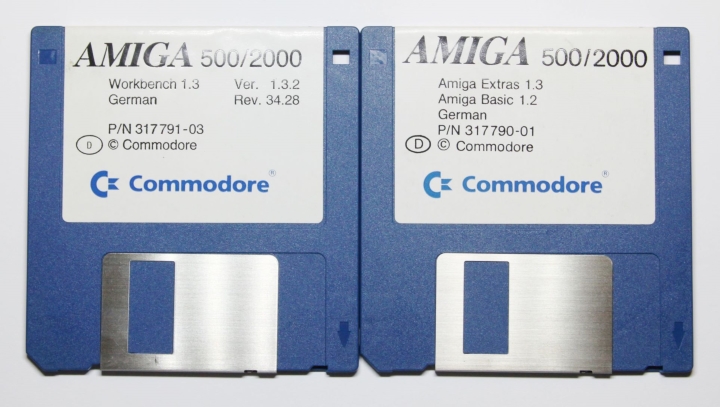 AMIGA 500/2000
Workbench 1.3 Ver. 1.3.2
German Rev. 34.28
P/N 317791-03
D © Commodore
C= Commodore®
AMIGA 500/2000
Amiga Extras 1.3
Amiga Basic 1.2
German
P/N 317790-01
D © Commodore
C= Commodore®